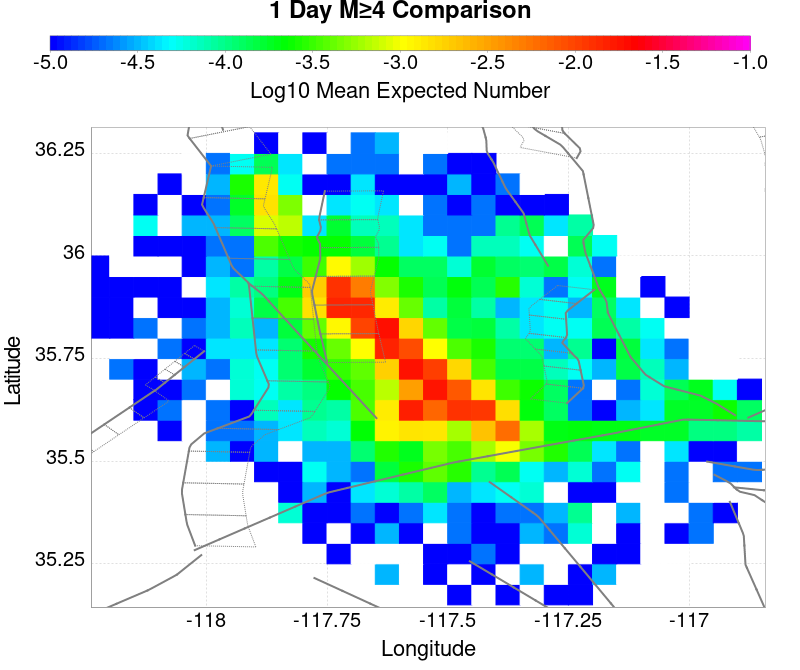 1 Day M≥4 Comparison
-5.0 -4.5 -4.0 -3.5 -3.0 -2.5 -2.0 -1.5 -1.0
Log10 Mean Expected Number
36.25
36
35.75
35.5
35.25
Latitude
-118 -117.75 -117.5 -117.25 -117
Longitude